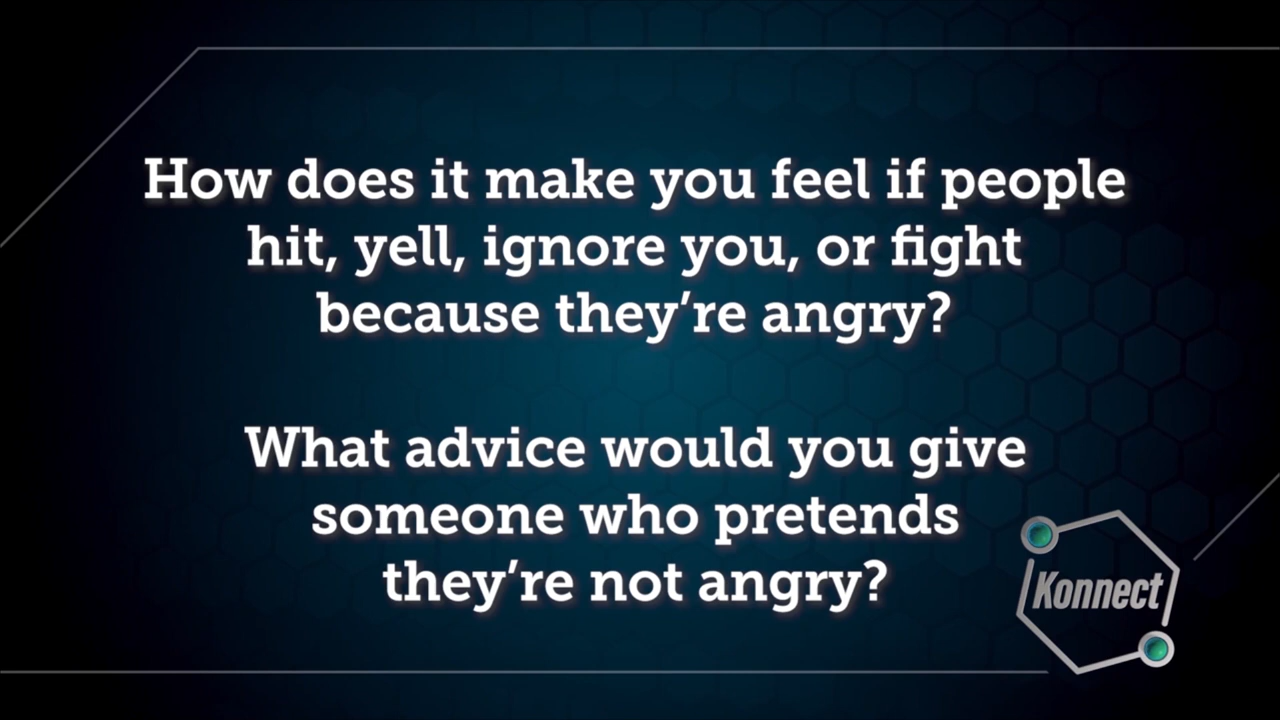 How does it make you feel if people
hit, yell, ignore you, or fight
because they’re angry?
What advice would you give
someone who pretends
they’re not angry?
Konnect